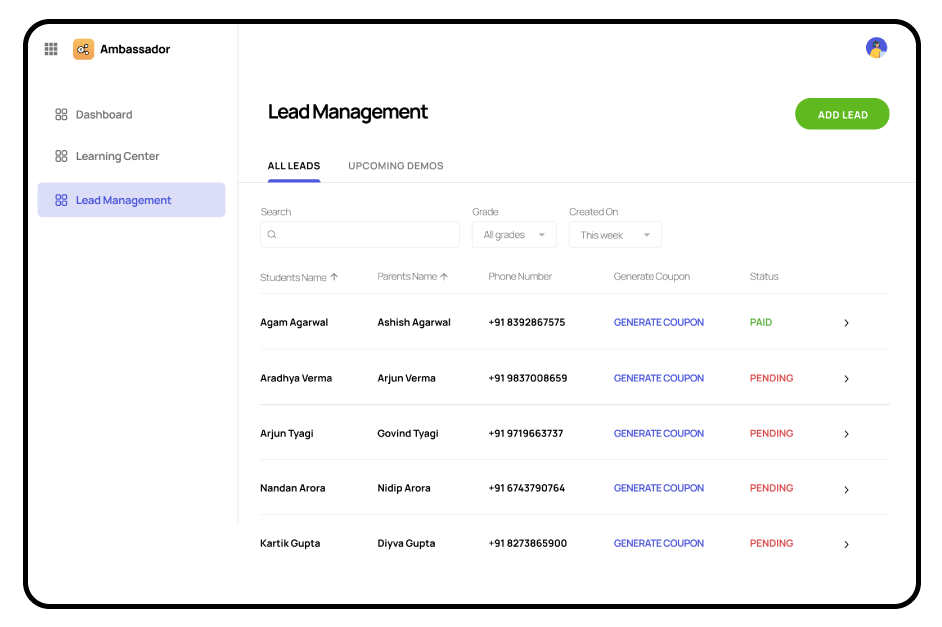 Ambassador
Dashboard
Learning Center
Lead Management
Lead Management
ADD LEAD
ALL LEADS UPCOMING DEMOS
Search Grade Created On
All grades This week
Students Name Parents Name Phone Number Generate Coupon Status
Agam Agarwal Ashish Agarwal +91 8392867575 GENERATE COUPON PAID
Aradhya Verma Arjun Verma +91 9837008659 GENERATE COUPON PENDING
Arjun Tyagi Govind Tyagi +91 9719663737 GENERATE COUPON PENDING
Nandan Arora Nidip Arora +91 6743790764 GENERATE COUPON PENDING
Kartik Gupta Diyva Gupta +91 8273865900 GENERATE COUPON PENDING